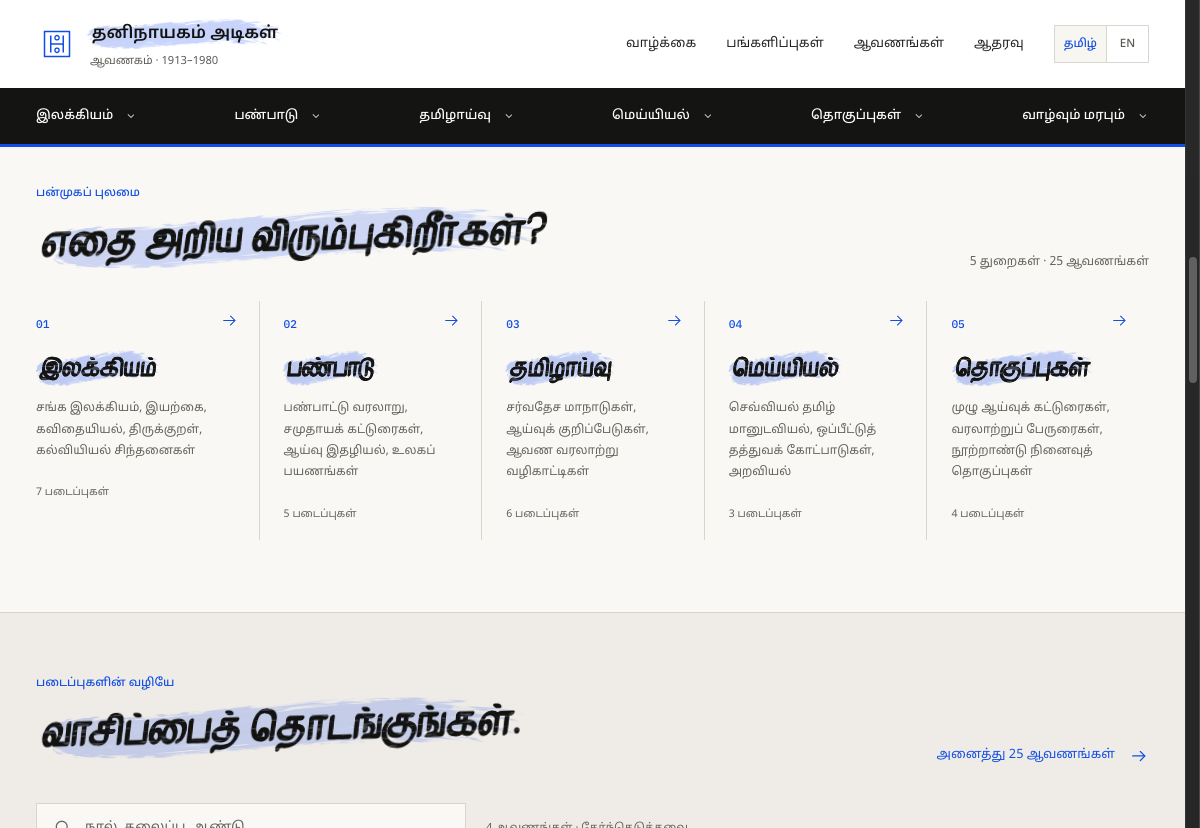 தனிநாயகம் அடிகள்
ஆவணகம் · 1913–1980
வாழ்க்கை பங்களிப்புகள் ஆவணங்கள் ஆதரவு தமிழ் EN
இலக்கியம் பண்பாடு தமிழாய்வு மெய்யியல் தொகுப்புகள் வாழ்வும் மரபும்
பன்முகப் புலமை
எதை அறிய விரும்புகிறீர்கள்?
5 துறைகள் · 25 ஆவணங்கள்
01
இலக்கியம்
சங்க இலக்கியம், இயற்கை,
கவிதையியல், திருக்குறள்,
கல்வியியல் சிந்தனைகள்
7 படைப்புகள்
02
பண்பாடு
பண்பாட்டு வரலாறு,
சமுதாயக் கட்டுரைகள்,
ஆய்வு இதழியல், உலகப்
பயணங்கள்
5 படைப்புகள்
03
தமிழாய்வு
சர்வதேச மாநாடுகள்,
ஆய்வுக் குறிப்பேடுகள்,
ஆவண வரலாற்று
வழிகாட்டிகள்
6 படைப்புகள்
04
மெய்யியல்
செவ்வியல் தமிழ்
மானுடவியல், ஒப்பீட்டுத்
தத்துவக் கோட்பாடுகள்,
அறவியல்
3 படைப்புகள்
05
தொகுப்புகள்
முழு ஆய்வுக் கட்டுரைகள்,
வரலாற்றுப் பேருரைகள்,
நூற்றாண்டு நினைவுத்
தொகுப்புகள்
4 படைப்புகள்
படைப்புகளின் வழியே
வாசிப்பைத் தொடங்குங்கள்.
அனைத்து 25 ஆவணங்கள்
நூல், தலைப்பு, ஆண்டு
4 ஆவணங்கள் · தேர்ந்தெடுத்தவை